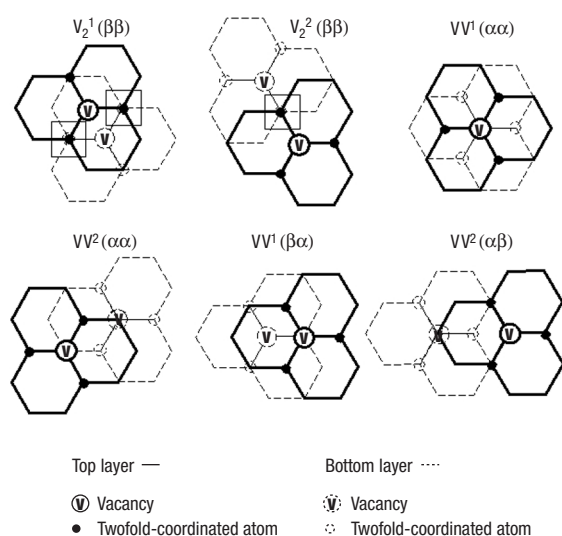 V₂¹(ββ) V₂²(ββ) VV¹(αα)
V V V
V V
VV²(αα) VV¹(βα) VV²(αβ)
V V V
V V V
Top layer — Bottom layer ----
V Vacancy V Vacancy
Twofold-coordinated atom Twofold-coordinated atom